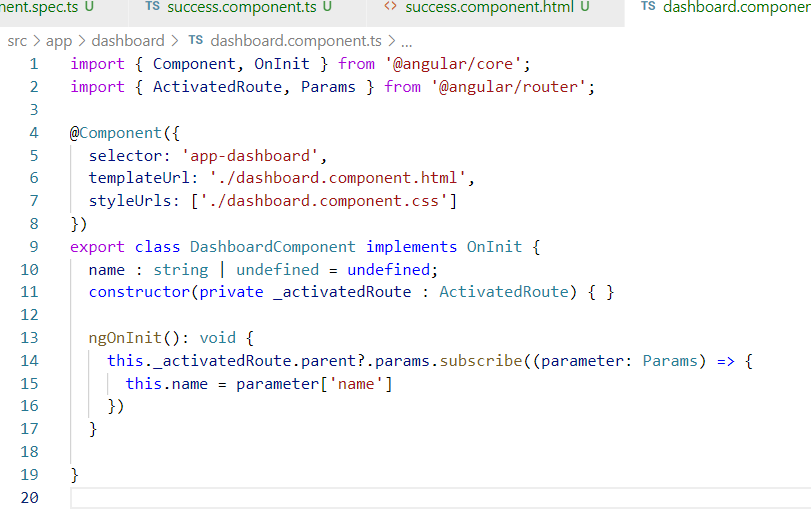 nent.spec.ts U TS success.component.ts U <> success.component.html U TS dashboard.componer
src > app > dashboard > TS dashboard.component.ts > ...
1 import { Component, OnInit } from '@angular/core';
2 import { ActivatedRoute, Params } from '@angular/router';
3
4 @Component({
5   selector: 'app-dashboard',
6   templateUrl: './dashboard.component.html',
7   styleUrls: ['./dashboard.component.css']
8 })
9 export class DashboardComponent implements OnInit {
10   name : string | undefined = undefined;
11   constructor(private _activatedRoute : ActivatedRoute) { }
12
13   ngOnInit(): void {
14     this._activatedRoute.parent?.params.subscribe((parameter: Params) => {
15       this.name = parameter['name']
16     })
17   }
18
19 }
20